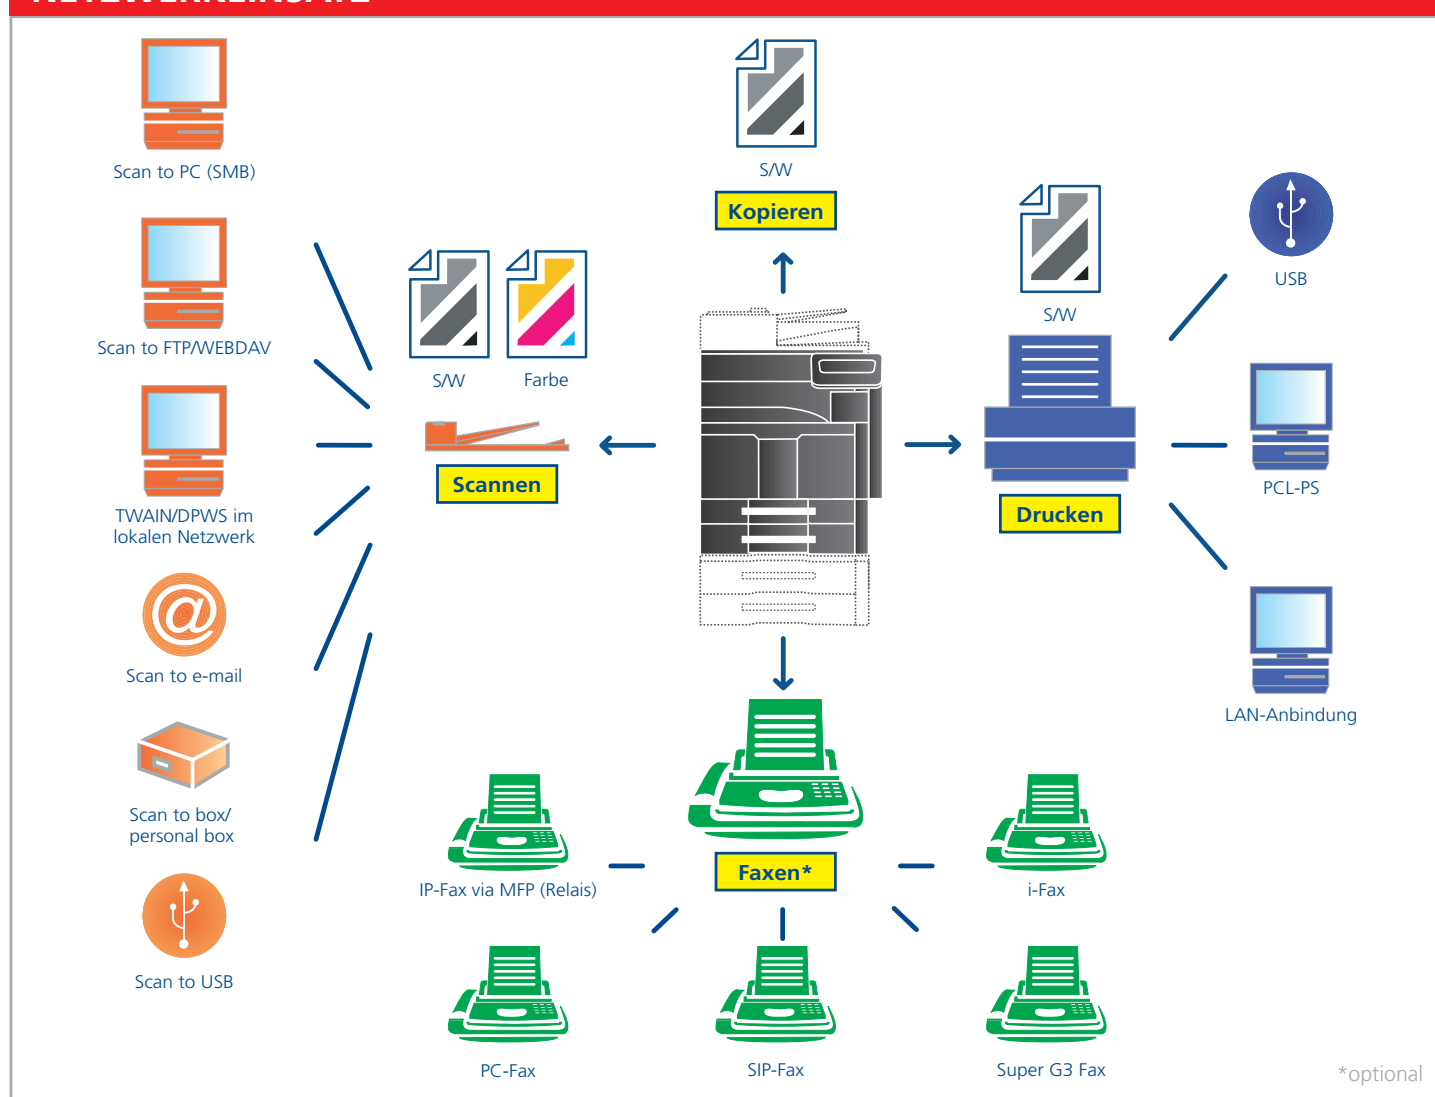 NETZWERKEINSATZ
Scan to PC (SMB)
Scan to FTP/WEBDAV
TWAIN/DPWS im
lokalen Netzwerk
Scan to e-mail
Scan to box/
personal box
Scan to USB
S/W
Farbe
Scannen
S/W
Kopieren
S/W
Drucken
USB
PCL-PS
LAN-Anbindung
Faxen*
IP-Fax via MFP (Relais)
i-Fax
PC-Fax
SIP-Fax
Super G3 Fax
*optional